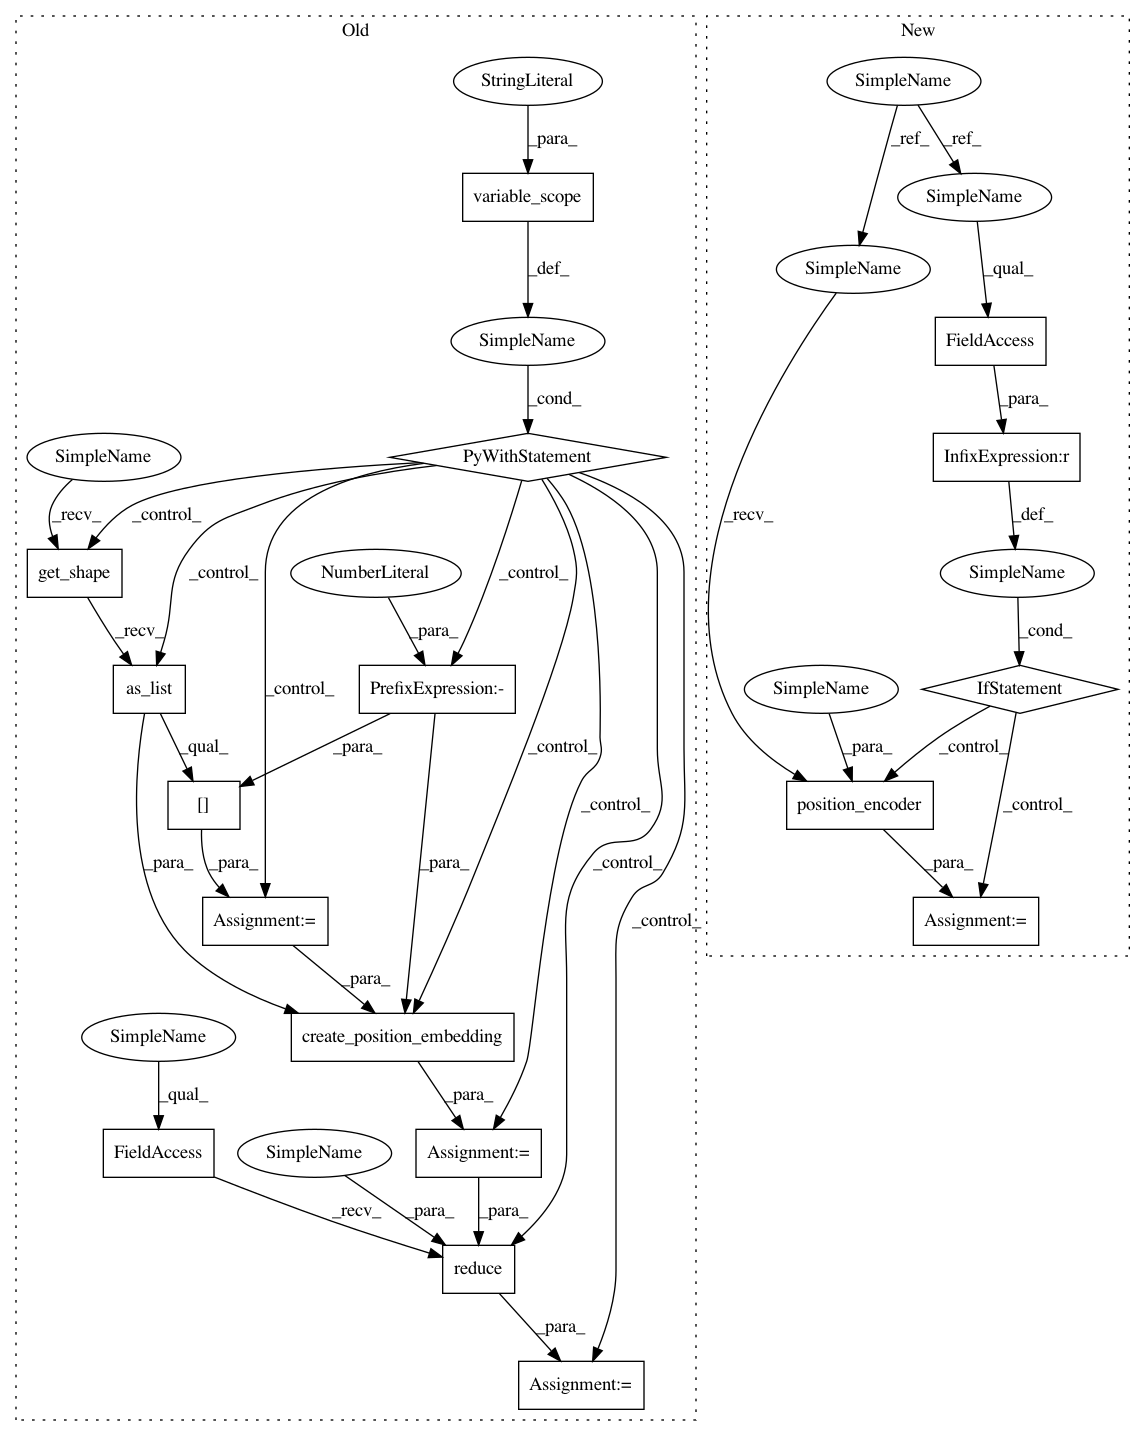 Old
New
StringLiteral
SimpleName
_para_
_ref_
_ref_
variable_scope
SimpleName
_def_
SimpleName
_qual_
SimpleName
FieldAccess
_cond_
_para_
SimpleName
PyWithStatement
InfixExpression:r
_recv_
_control_
_recv_
_def_
get_shape
NumberLiteral
_control_
_control_
SimpleName
_recv_
_para_
_cond_
as_list
_control_
PrefixExpression:-
SimpleName
IfStatement
_qual_
_para_
_control_
_para_
_control_
[]
_control_
position_encoder
_control_
_para_
_para_
_para_
_control_
_para_
Assignment:=
_control_
Assignment:=
_para_
SimpleName
create_position_embedding
_qual_
_para_
FieldAccess
SimpleName
Assignment:=
_recv_
_para_
_para_
reduce
_para_
Assignment:=